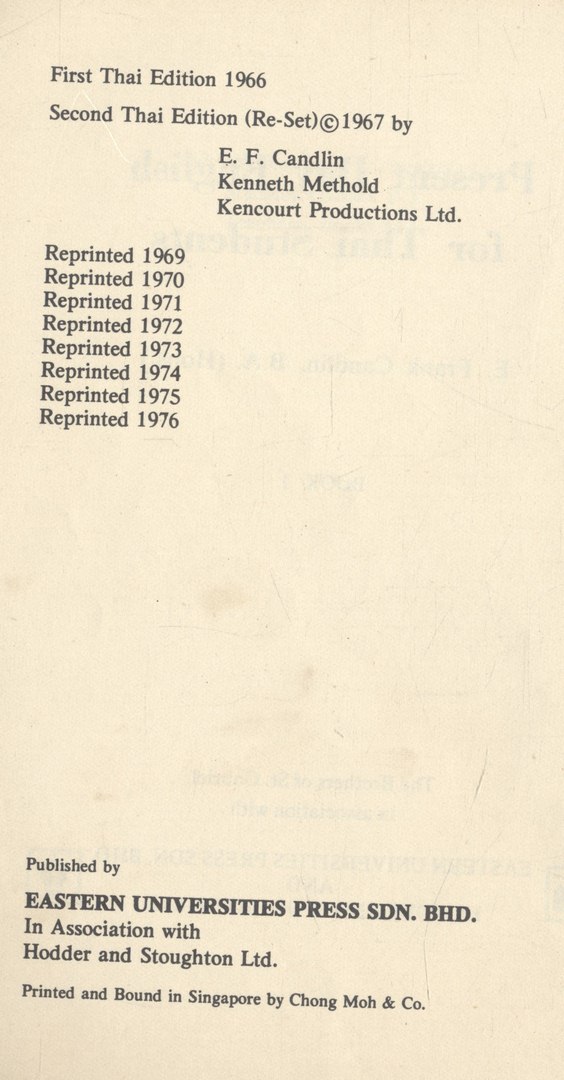 First Thai Edition 1966
Second Thai Edition (Re-Set)©1967 by
E. F. Candlin
Kenneth Methold
Kencourt Productions Ltd.
Reprinted 1969
Reprinted 1970
Reprinted 1971
Reprinted 1972
Reprinted 1973
Reprinted 1974
Reprinted 1975
Reprinted 1976
Published by
EASTERN UNIVERSITIES PRESS SDN. BHD.
In Association with
Hodder and Stoughton Ltd.
Printed and Bound in Singapore by Chong Moh & Co.